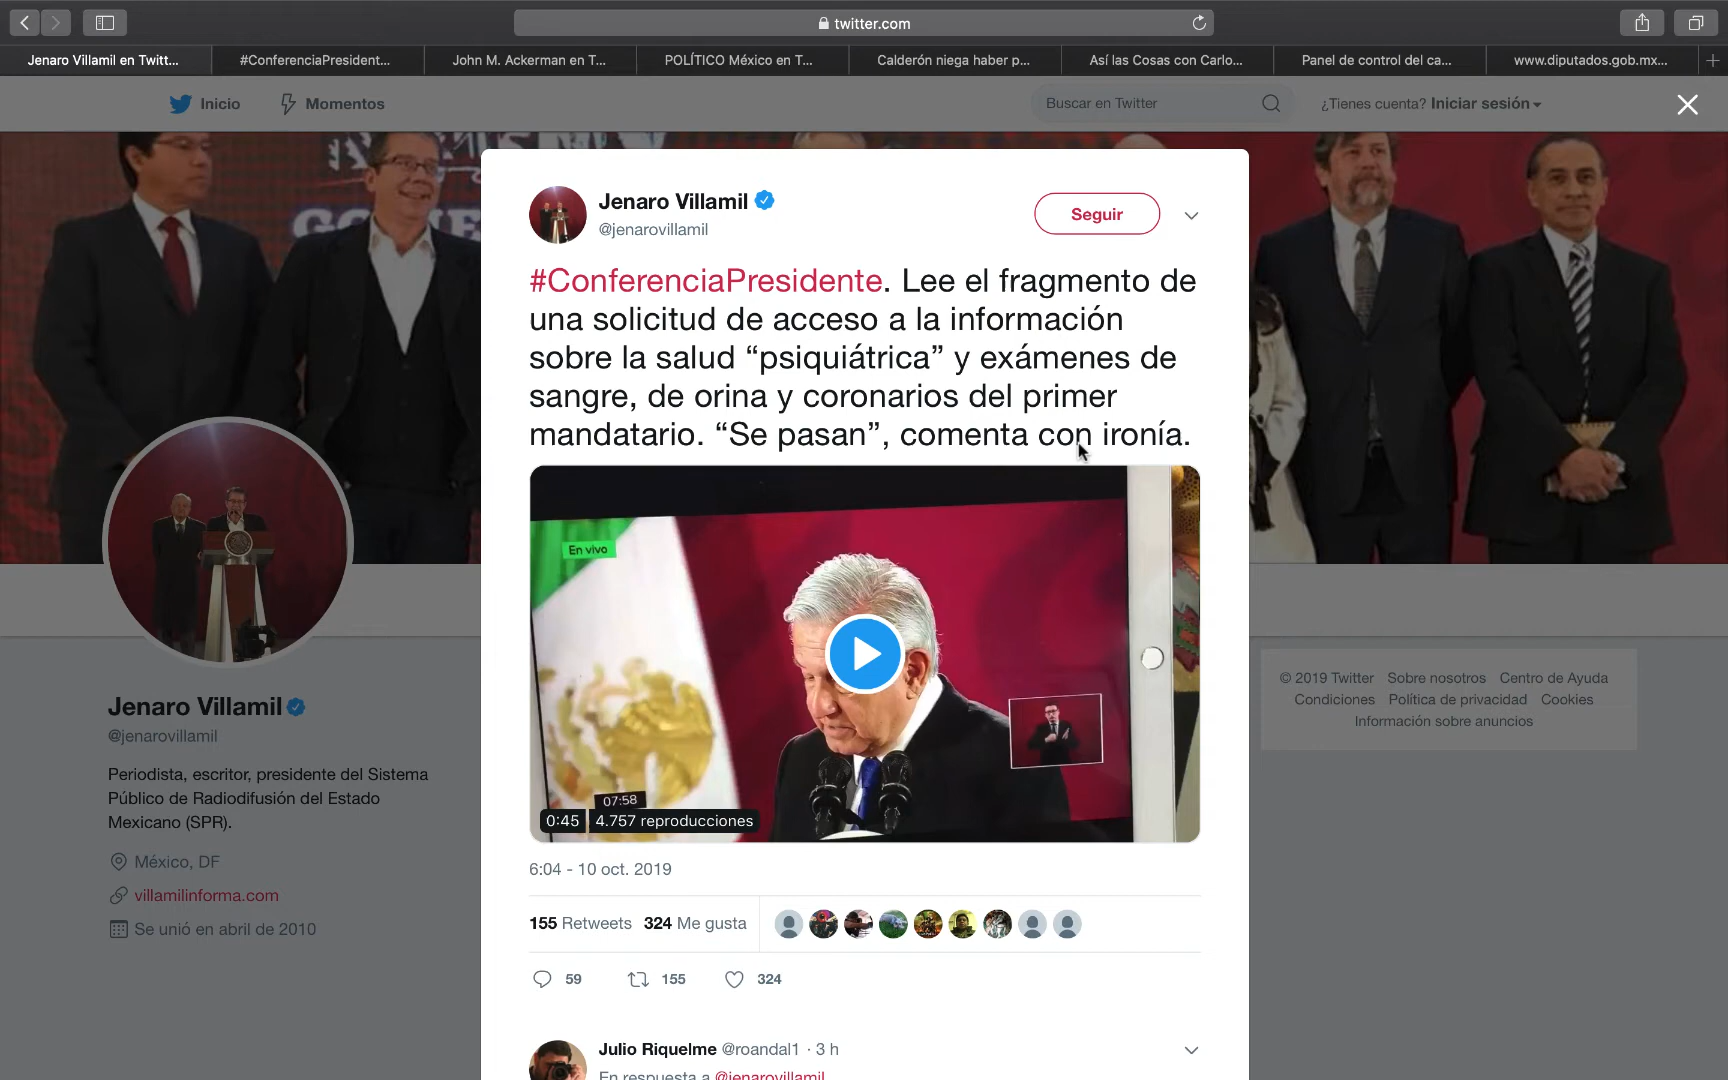 twitter.com
Jenaro Villamil en Twitt...
#ConferenciaPresident...
John M. Ackerman en T...
POLÍTICO México en T...
Calderón niega haber p...
Así las Cosas con Carlo...
Panel de control del ca...
www.diputados.gob.mx...
Inicio
Momentos
Buscar en Twitter
¿Tienes cuenta? Iniciar sesión
Jenaro Villamil
@jenarovillamil
Seguir
#ConferenciaPresidente. Lee el fragmento de
una solicitud de acceso a la información
sobre la salud “psiquiátrica” y exámenes de
sangre, de orina y coronarios del primer
mandatario. “Se pasan”, comenta con ironía.
En vivo
07:58
0:45 4.757 reproducciones
6:04 - 10 oct. 2019
155 Retweets 324 Me gusta
59 155 324
Julio Riquelme @roandal1 · 3 h
En respuesta a @jenarovillamil
Jenaro Villamil
@jenarovillamil
Periodista, escritor, presidente del Sistema
Público de Radiodifusión del Estado
Mexicano (SPR).
México, DF
villamilinforma.com
Se unió en abril de 2010
© 2019 Twitter Sobre nosotros Centro de Ayuda
Condiciones Política de privacidad Cookies
Información sobre anuncios